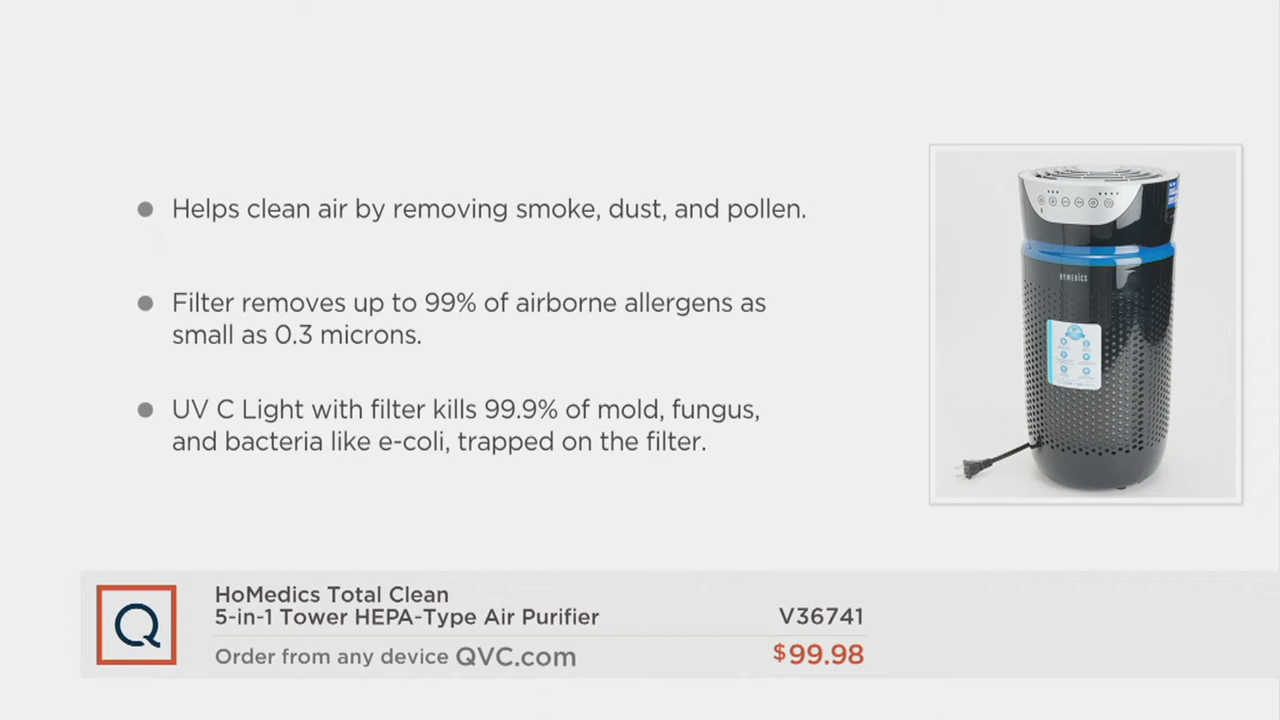 Helps clean air by removing smoke, dust, and pollen.
Filter removes up to 99% of airborne allergens as
small as 0.3 microns.
UV C Light with filter kills 99.9% of mold, fungus,
and bacteria like e-coli, trapped on the filter.
HOMEDICS
Q
HoMedics Total Clean
5-in-1 Tower HEPA-Type Air Purifier
V36741
Order from any device QVC.com
$99.98